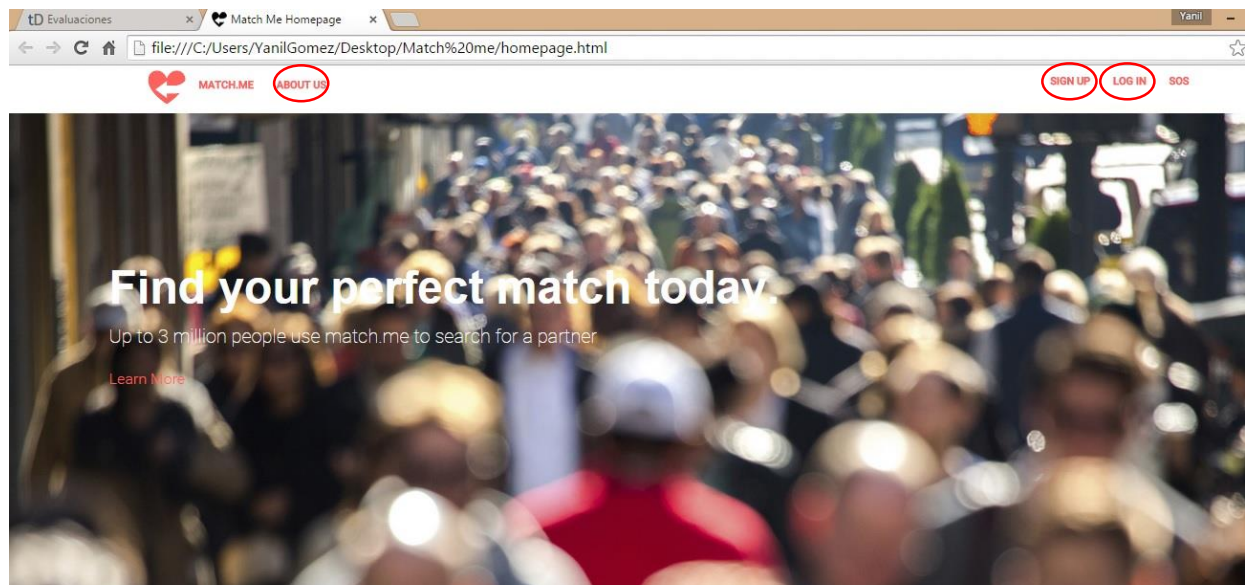 tD Evaluaciones
Match Me Homepage
Yanil
file:///C:/Users/YanilGomez/Desktop/Match%20me/homepage.html
MATCH.ME ABOUT US SIGN UP LOG IN SOS
Find your perfect match today.
Up to 3 million people use match.me to search for a partner
Learn More